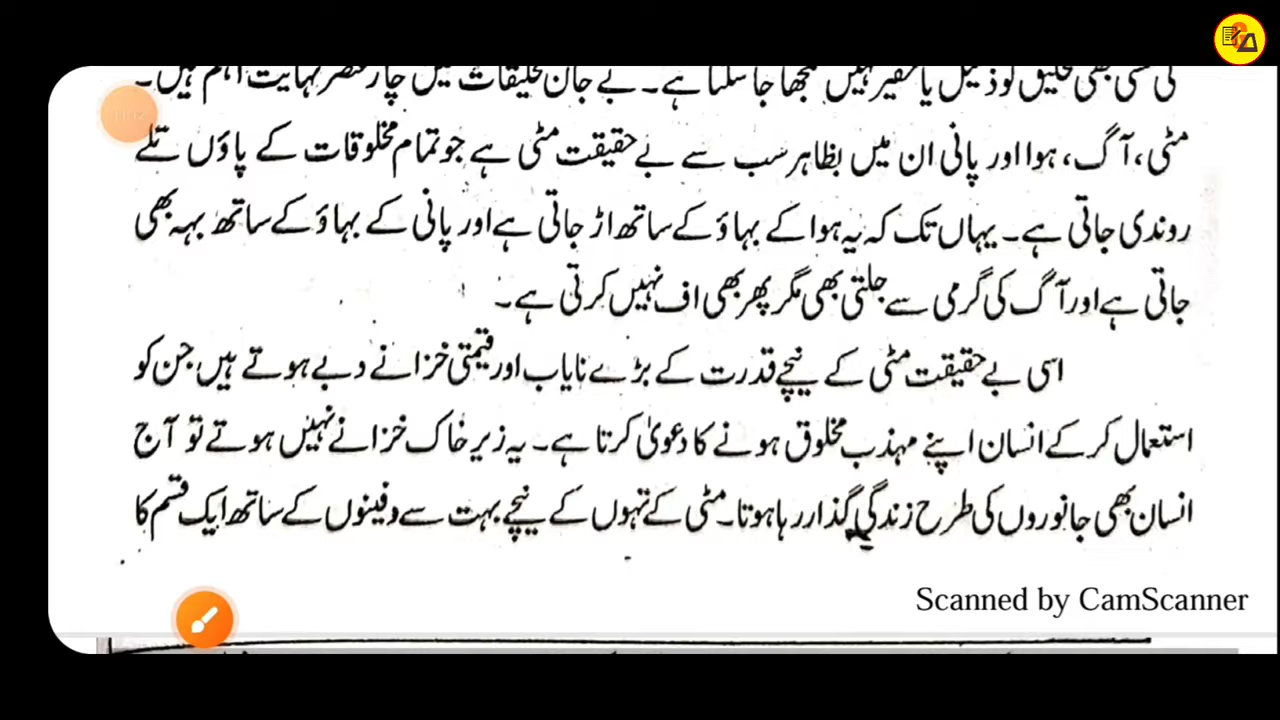 کی کسی بھی تخلیق کو ذلیل یا حقیر نہیں سمجھا جا سکتا ہے۔ بے جان تخلیقات میں چار عنصر نہایت اہم ہیں۔
مٹی، آگ، ہوا اور پانی ان میں بظاہر سب سے بے حقیقت مٹی ہے جو تمام مخلوقات کے پاؤں تلے
روندی جاتی ہے۔ یہاں تک کہ یہ ہوا کے بہاؤ کے ساتھ اڑ جاتی ہے اور پانی کے بہاؤ کے ساتھ بہہ بھی
جاتی ہے اور آگ کی گرمی سے جلتی بھی مگر پھر بھی اف نہیں کرتی ہے۔
اسی بے حقیقت مٹی کے نیچے قدرت کے بڑے نایاب اور قیمتی خزانے دبے ہوتے ہیں جن کو
استعمال کر کے انسان اپنے مہذب مخلوق ہونے کا دعویٰ کرتا ہے۔ یہ زیر خاک خزانے نہیں ہوتے تو آج
انسان بھی جانوروں کی طرح زندگی گذار رہا ہوتا۔ مٹی کے تہوں کے نیچے بہت سے دفینوں کے ساتھ ایک قسم کا
Scanned by CamScanner